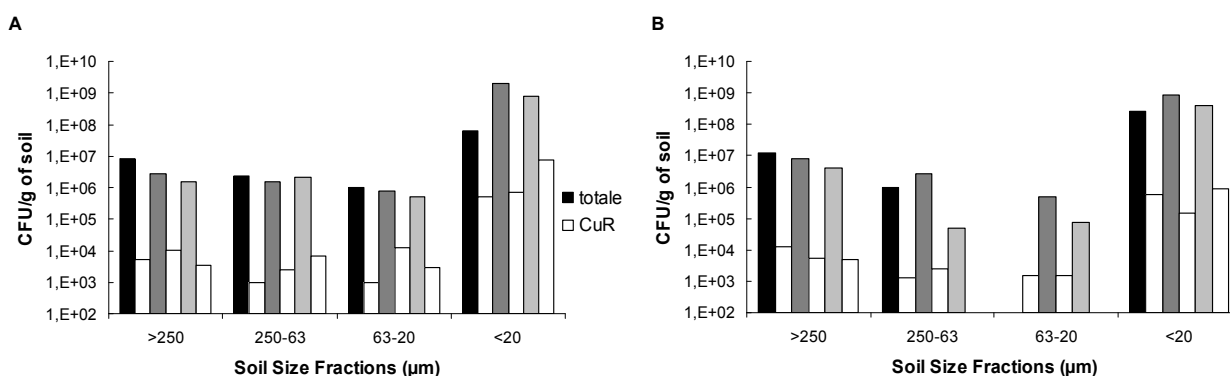 A
B
1,E+10
1,E+09
1,E+08
1,E+07
1,E+06
1,E+05
1,E+04
1,E+03
1,E+02
CFU/g of soil
>250
250-63
63-20
<20
Soil Size Fractions (µm)
totale
CuR
1,E+10
1,E+09
1,E+08
1,E+07
1,E+06
1,E+05
1,E+04
1,E+03
1,E+02
CFU/g of soil
>250
250-63
63-20
<20
Soil Size Fractions (µm)